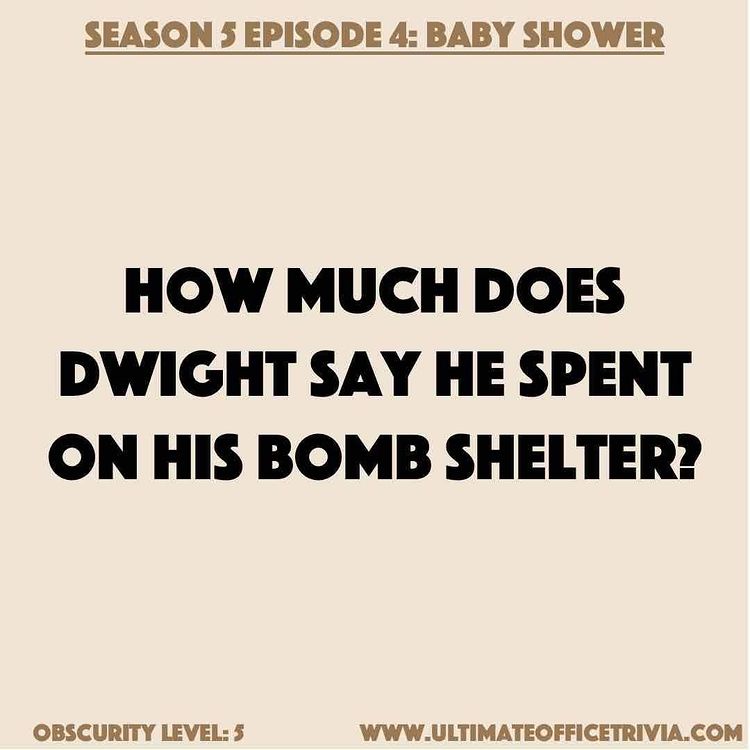 SEASON 5 EPISODE 4: BABY SHOWER
HOW MUCH DOES
DWIGHT SAY HE SPENT
ON HIS BOMB SHELTER?
OBSCURITY LEVEL: 5
WWW.ULTIMATEOFFICETRIVIA.COM